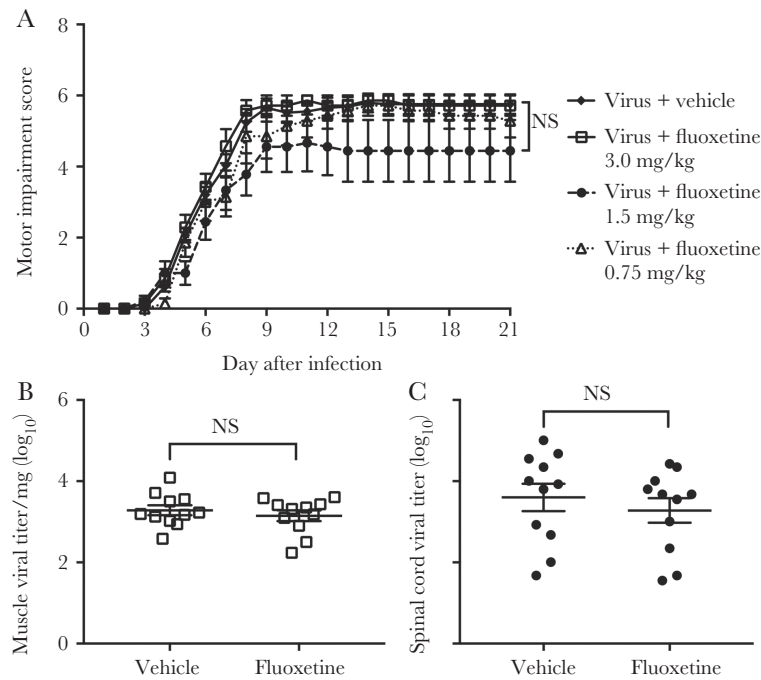 A
Motor impairment score
8
6
4
2
0
0
3
6
9
12
15
18
21
Day after infection
NS
Virus + vehicle
Virus + fluoxetine
3.0 mg/kg
Virus + fluoxetine
1.5 mg/kg
Virus + fluoxetine
0.75 mg/kg
B
Muscle viral titer/mg (log10)
6
4
2
0
NS
Vehicle
Fluoxetine
C
Spinal cord viral titer (log10)
NS
Vehicle
Fluoxetine